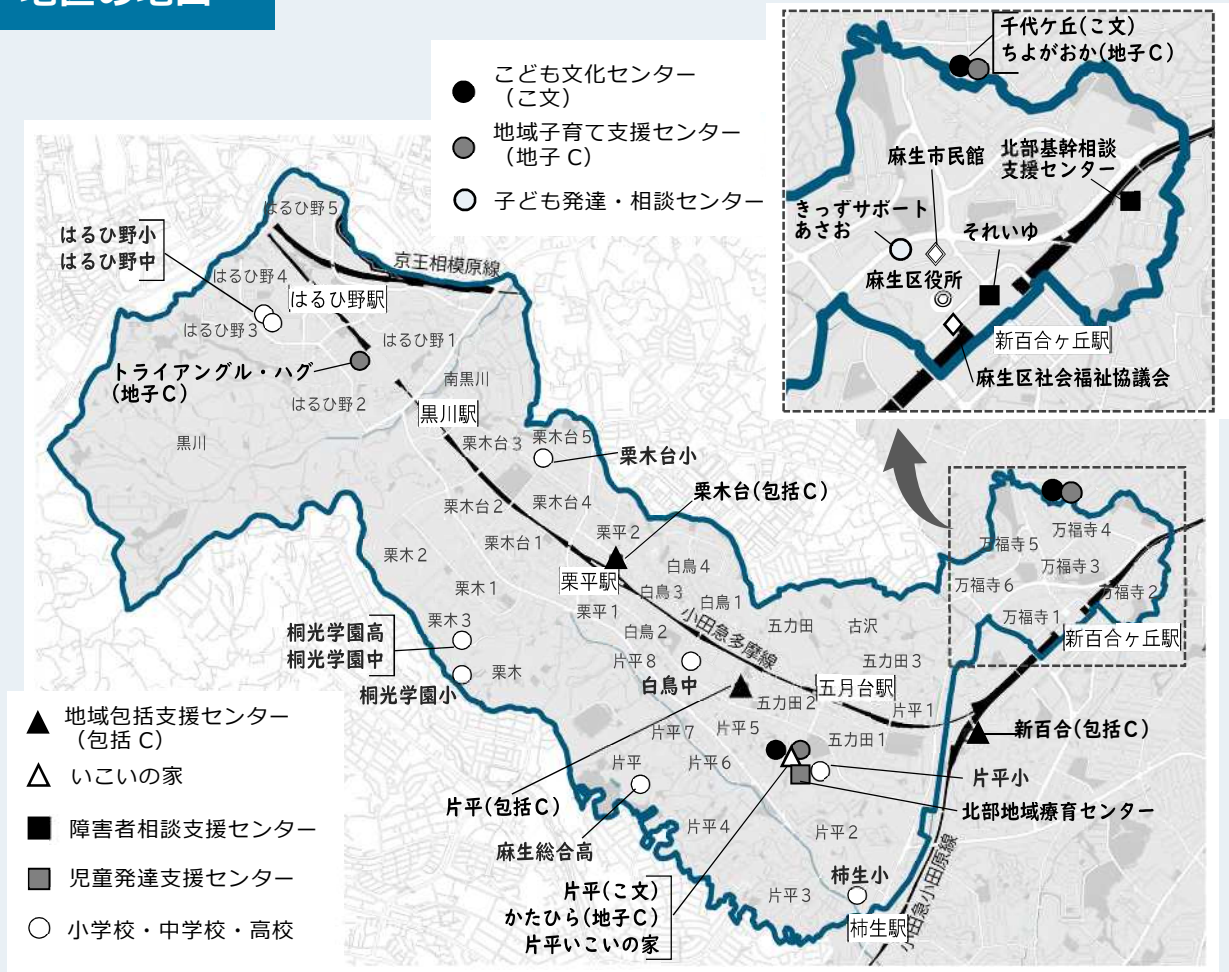 こども文化センター
（こ文）
地域子育て支援センター
（地子 C）
子ども発達・相談センター
千代ケ丘(こ文)
ちよがおか(地子C)
麻生市民館
北部基幹相談
支援センター
きっずサポート
あさお
それいゆ
麻生区役所
新百合ヶ丘駅
麻生区社会福祉協議会
はるひ野小
はるひ野中
はるひ野5
京王相模原線
はるひ野4
はるひ野駅
はるひ野3
はるひ野1
トライアングル・ハグ
(地子C)
南黒川
はるひ野2
黒川駅
黒川
栗木台3
栗木台5
栗木台小
栗木台(包括C)
栗木台2
栗木台4
栗平2
栗木台1
栗木2
白鳥4
栗平駅
白鳥3
白鳥1
栗木1
栗平1
小田急多摩線
栗木3
白鳥2
五力田
古沢
桐光学園高
桐光学園中
片平8
五力田3
栗木
白鳥中
五月台駅
桐光学園小
五力田2
片平1
万福寺4
万福寺5
万福寺3
万福寺6
万福寺2
万福寺1
新百合ヶ丘駅
片平7
片平5
五力田1
新百合(包括C)
片平
片平6
片平小
片平(包括C)
北部地域療育センター
片平4
片平2
麻生総合高
小田急小田原線
片平(こ文)
かたひら(地子C)
片平いこいの家
片平3
柿生小
柿生駅
地域包括支援センター
（包括 C）
いこいの家
障害者相談支援センター
児童発達支援センター
小学校・中学校・高校